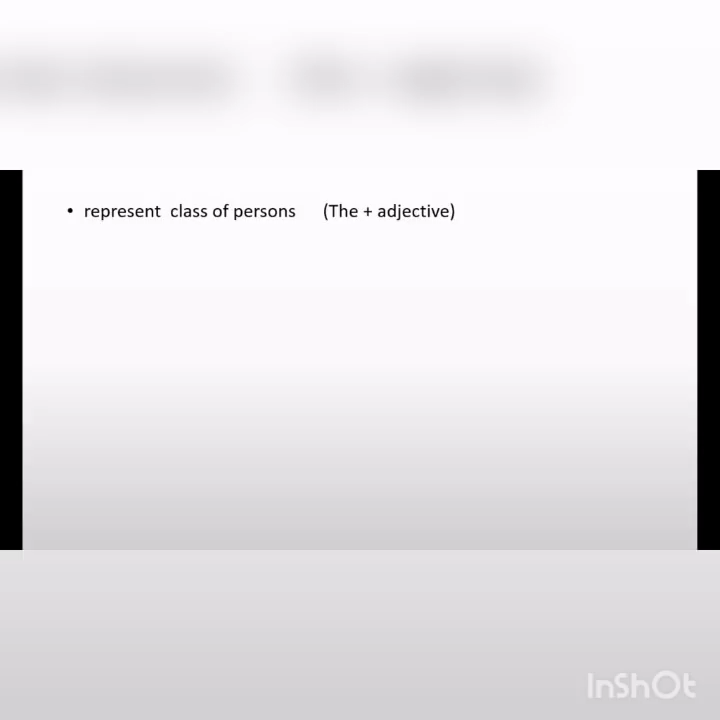 • represent class of persons (The + adjective)
InShOt